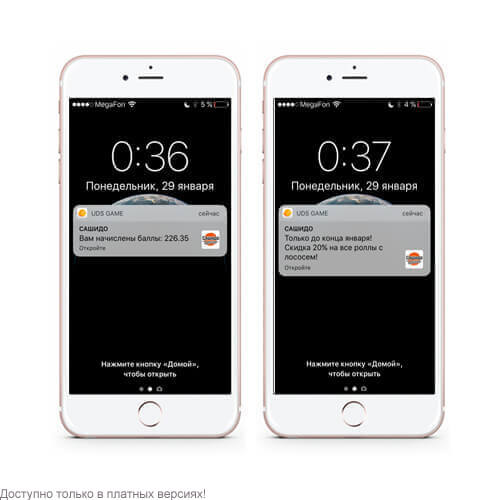 MegaFon 5 %
0:36
Понедельник, 29 января
UDS GAME сейчас
САШИДО
Вам начислены баллы: 226.35
Откройте
Нажмите кнопку «Домой»,
чтобы открыть
MegaFon 4 %
0:37
Понедельник, 29 января
UDS GAME сейчас
САШИДО
Только до конца января!
Скидка 20% на все роллы с
лососем!
Откройте
Нажмите кнопку «Домой»,
чтобы открыть
Доступно только в платных версиях!